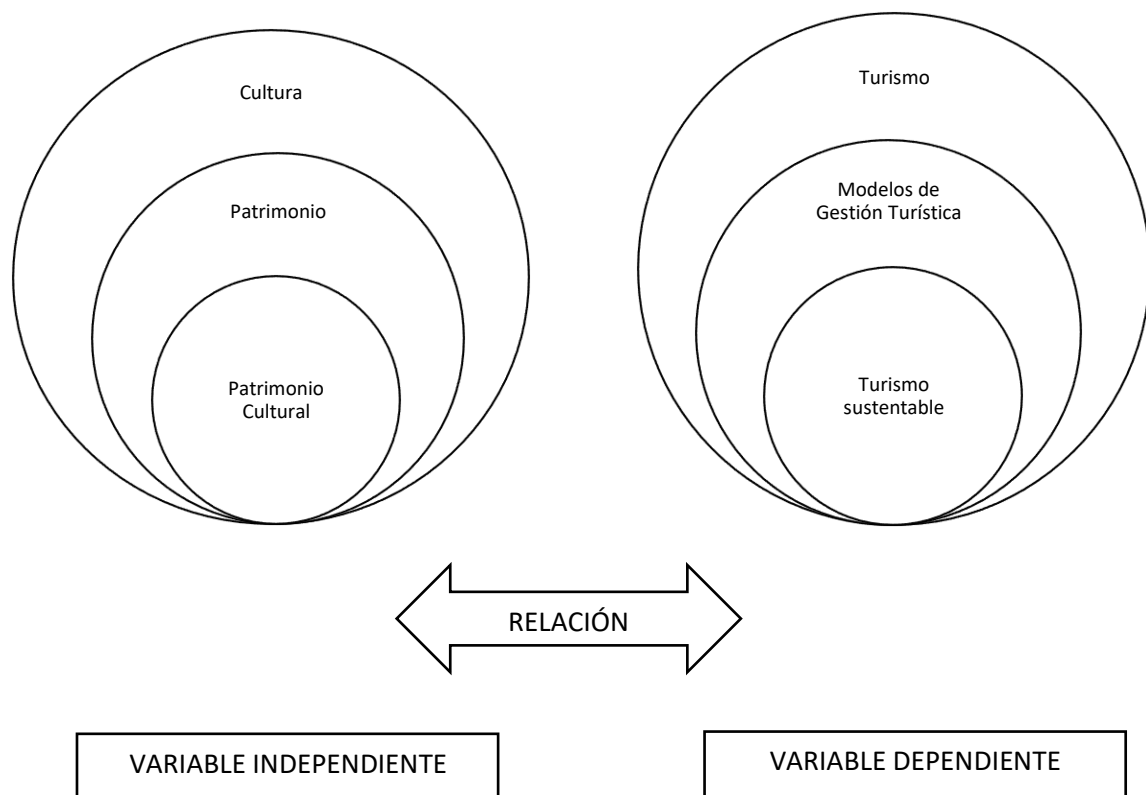 Cultura
Patrimonio
Patrimonio
Cultural
Turismo
Modelos de
Gestión Turística
Turismo
sustentable
RELACIÓN
VARIABLE INDEPENDIENTE
VARIABLE DEPENDIENTE